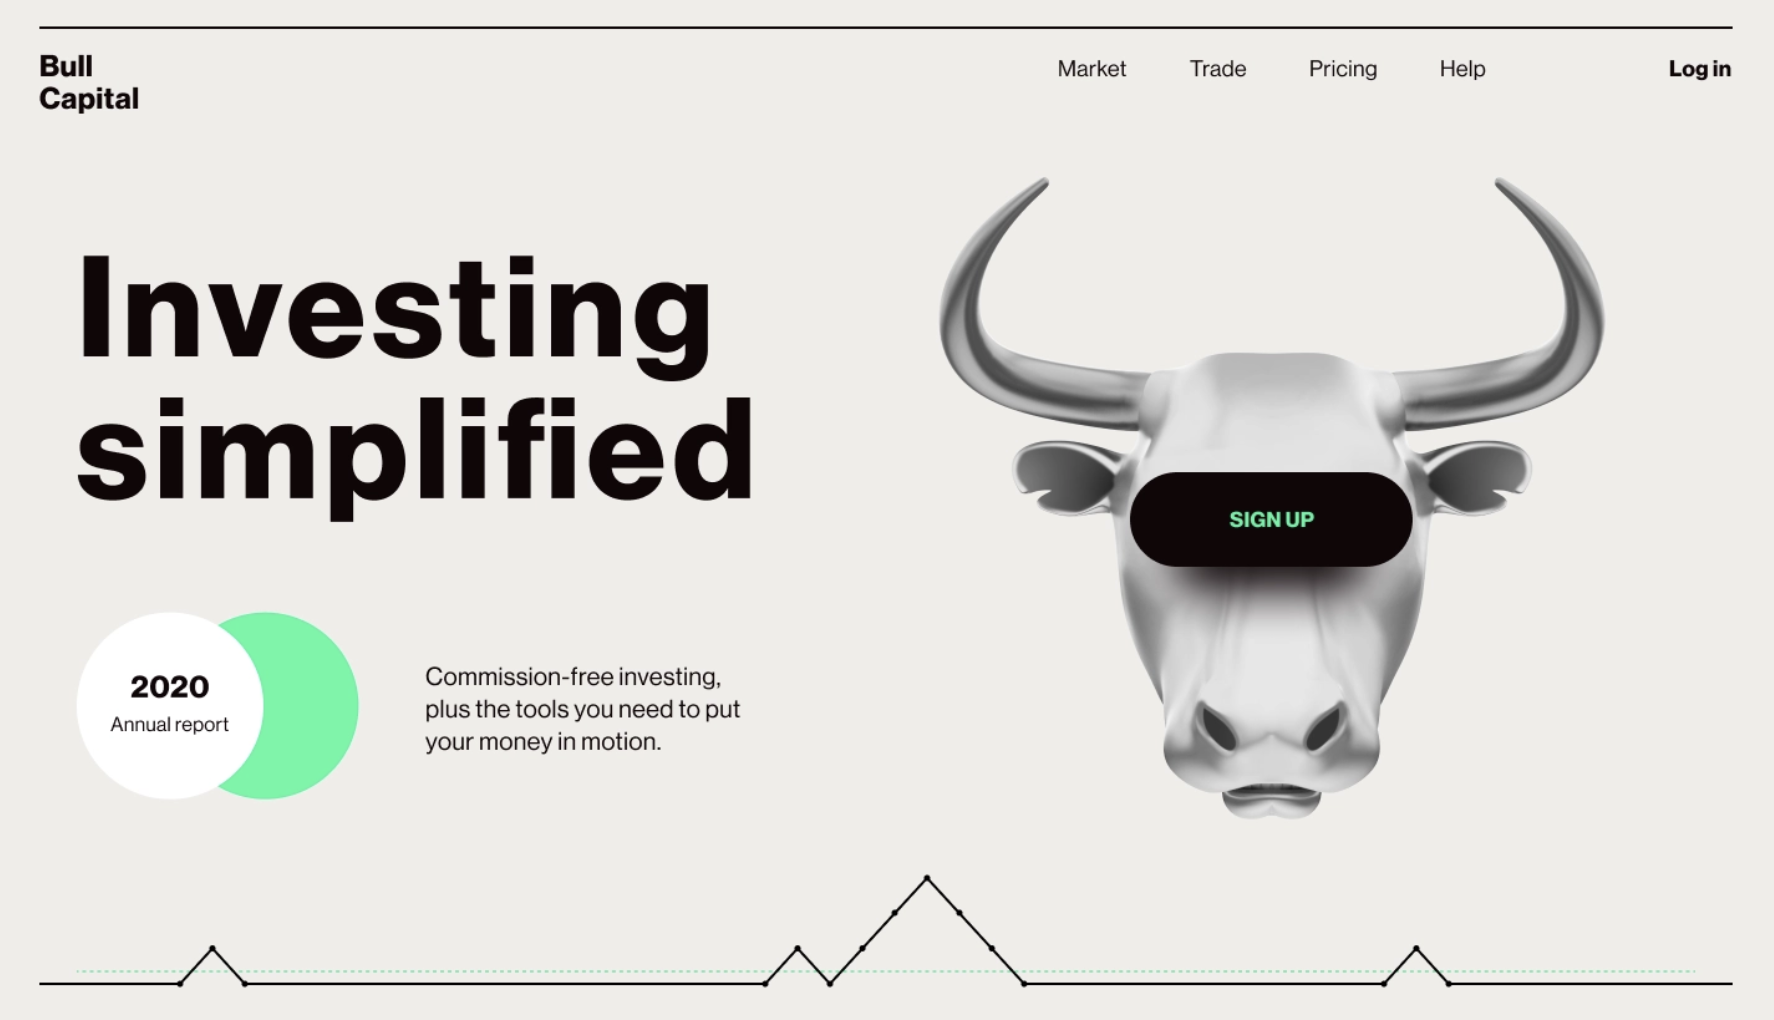 Bull
Capital
Market
Trade
Pricing
Help
Log in
Investing
simplified
SIGN UP
2020
Annual report
Commission-free investing,
plus the tools you need to put
your money in motion.